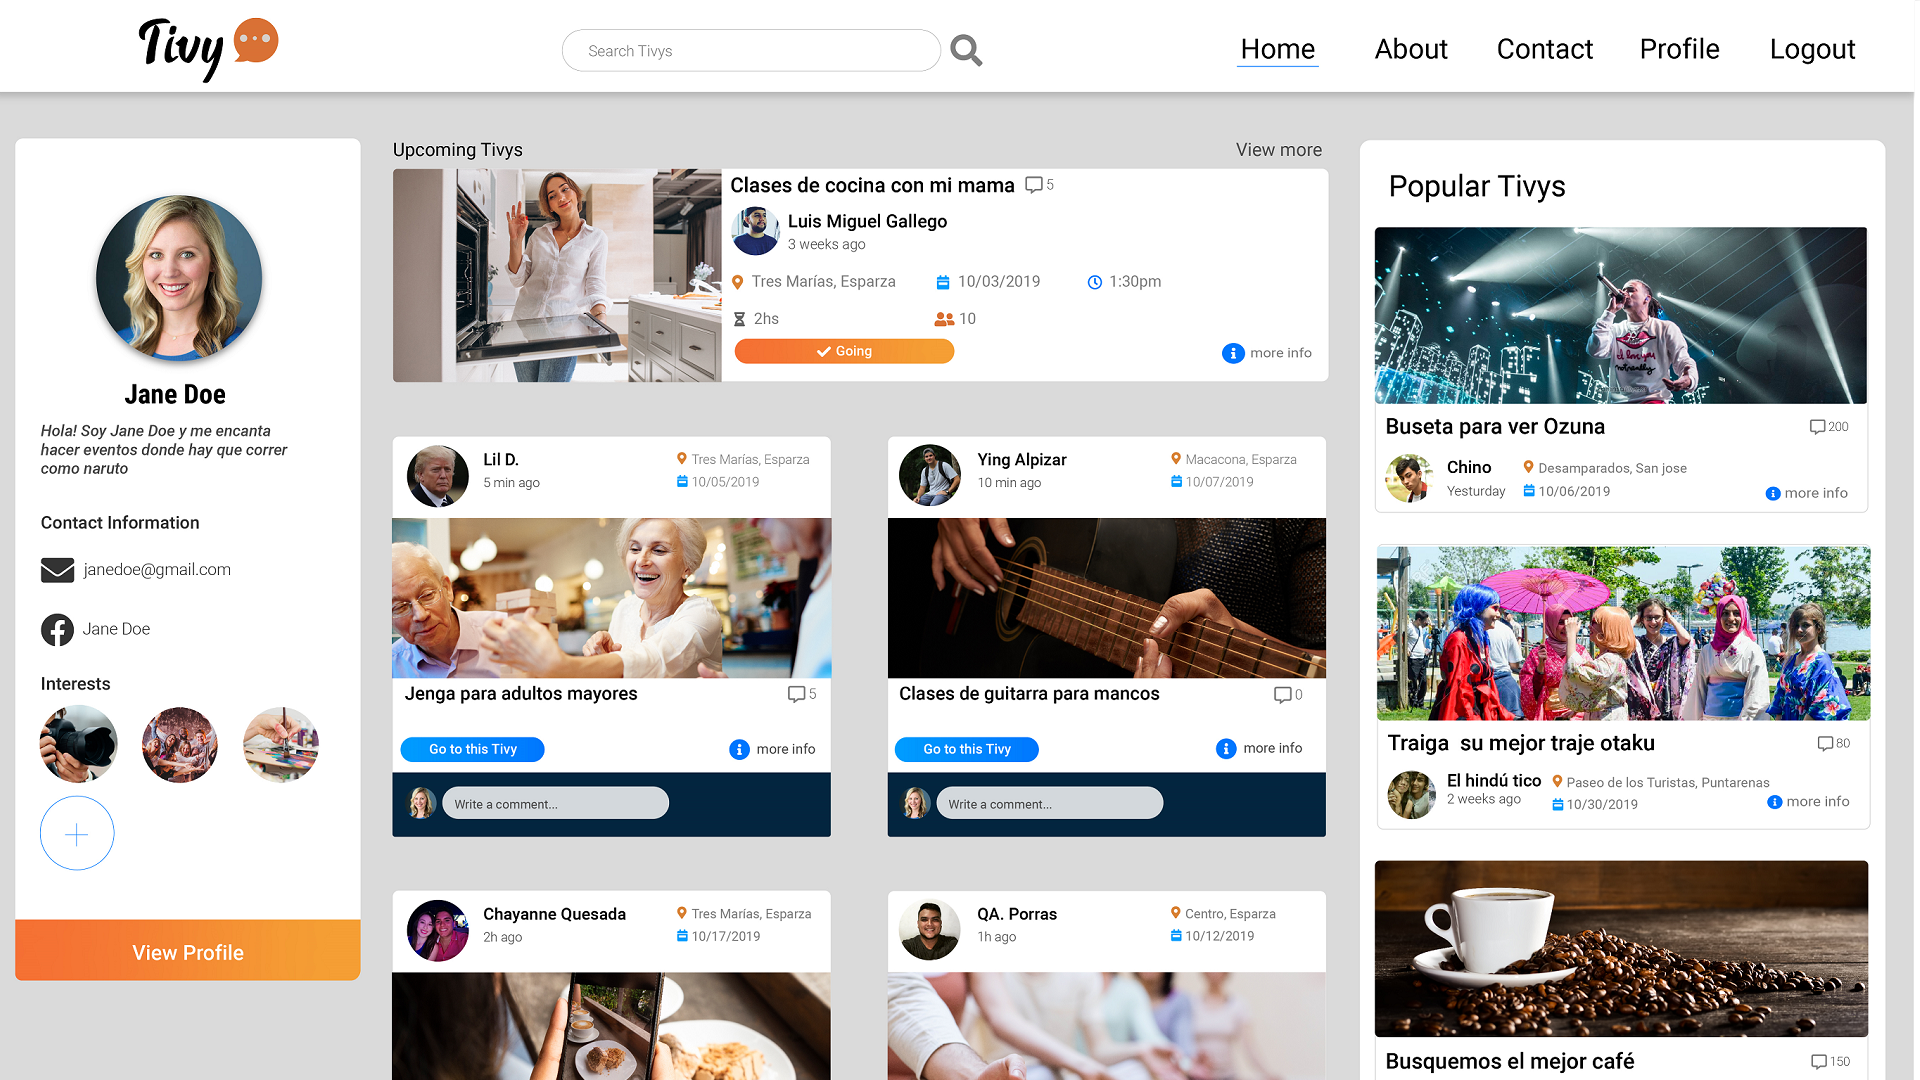 Tivy
Search Tivys
Home
About
Contact
Profile
Logout
Jane Doe
Hola! Soy Jane Doe y me encanta
hacer eventos donde hay que correr
como naruto
Contact Information
janedoe@gmail.com
Jane Doe
Interests
View Profile
Upcoming Tivys
View more
Clases de cocina con mi mama 5
Luis Miguel Gallego
3 weeks ago
Tres Marías, Esparza 10/03/2019 1:30pm
2hs 10
Going
more info
Lil D.
5 min ago
Tres Marías, Esparza
10/05/2019
Jenga para adultos mayores 5
Go to this Tivy more info
Write a comment...
Ying Alpizar
10 min ago
Macacona, Esparza
10/07/2019
Clases de guitarra para mancos 0
Go to this Tivy more info
Write a comment...
Chayanne Quesada
2h ago
Tres Marías, Esparza
10/17/2019
QA. Porras
1h ago
Centro, Esparza
10/12/2019
Popular Tivys
Buseta para ver Ozuna 200
Chino
Yesturday
Desamparados, San jose
10/06/2019
more info
Traiga su mejor traje otaku 80
El hindú tico
2 weeks ago
Paseo de los Turistas, Puntarenas
10/30/2019
more info
Busquemos el mejor café 150